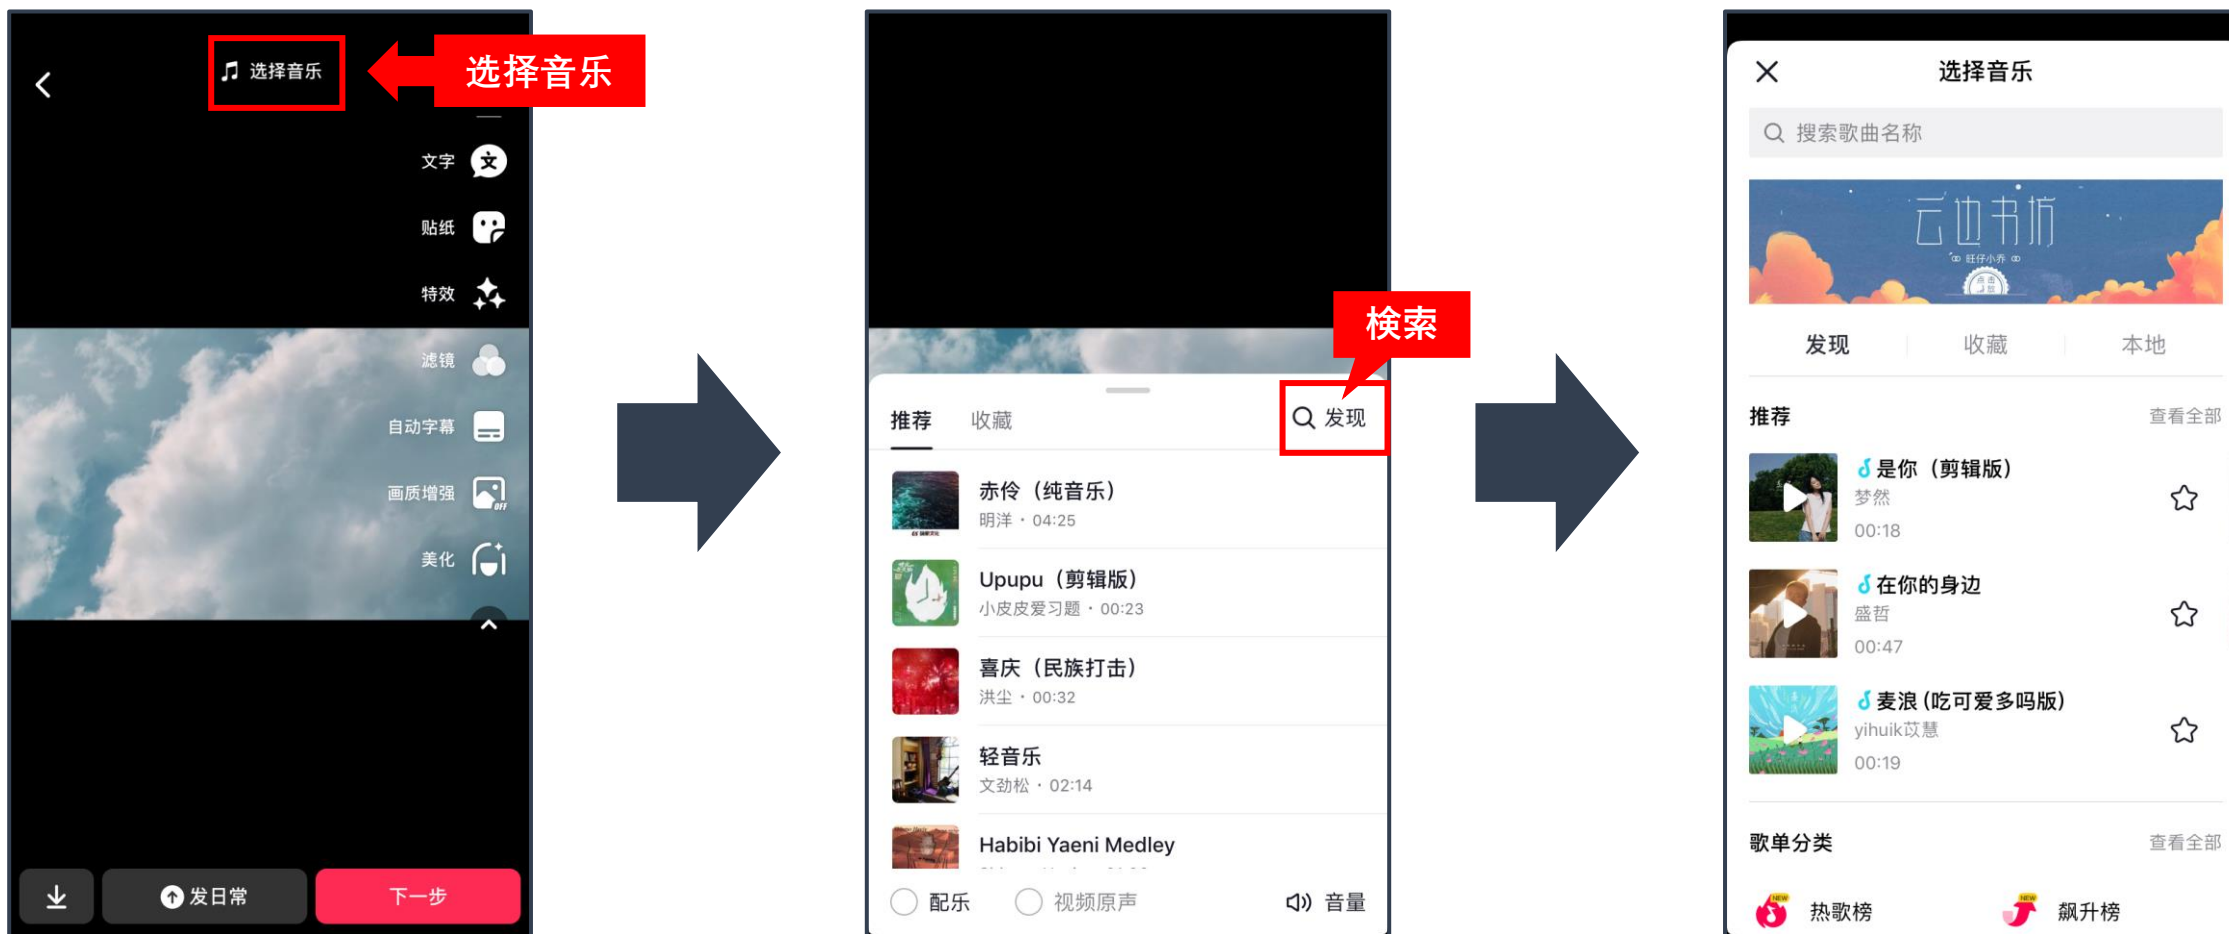 选择音乐
选择音乐
文字
贴纸
特效
滤镜
自动字幕
画质增强
OFF
美化
发日常
下一步
検索
推荐
收藏
发现
赤伶（纯音乐）
明洋・04:25
Upupu（剪辑版）
小皮皮爱习题・00:23
喜庆（民族打击）
洪尘・00:32
轻音乐
文劲松・02:14
Habibi Yaeni Medley
配乐
视频原声
音量
选择音乐
搜索歌曲名称
云边书坊
旺仔小乔
发现
收藏
本地
推荐
查看全部
是你（剪辑版）
梦然
00:18
在你的身边
盛哲
00:47
麦浪(吃可爱多吗版)
yihuik苡慧
00:19
歌单分类
查看全部
NEW
热歌榜
NEW
飙升榜